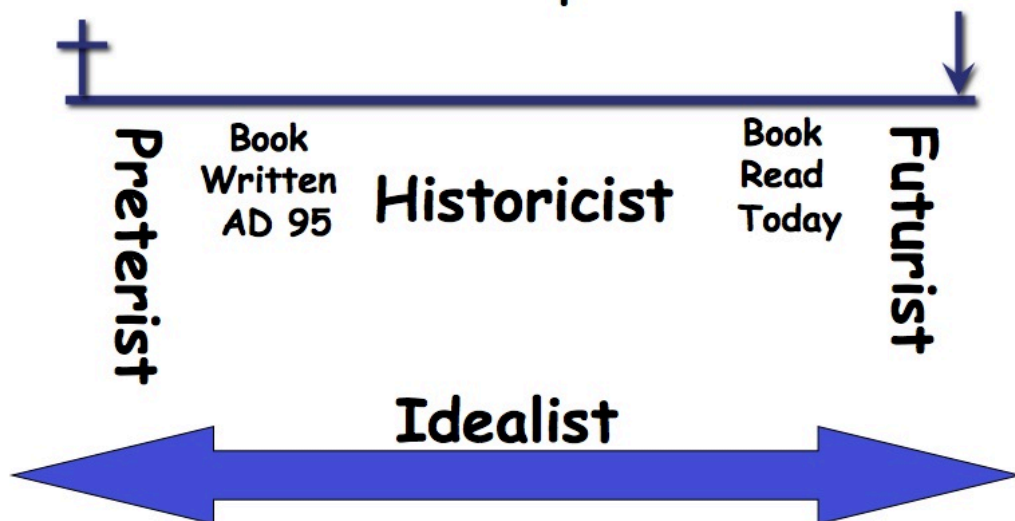 Preterist
Book
Written
AD 95
Historicist
Book
Read
Today
Futurist
Idealist